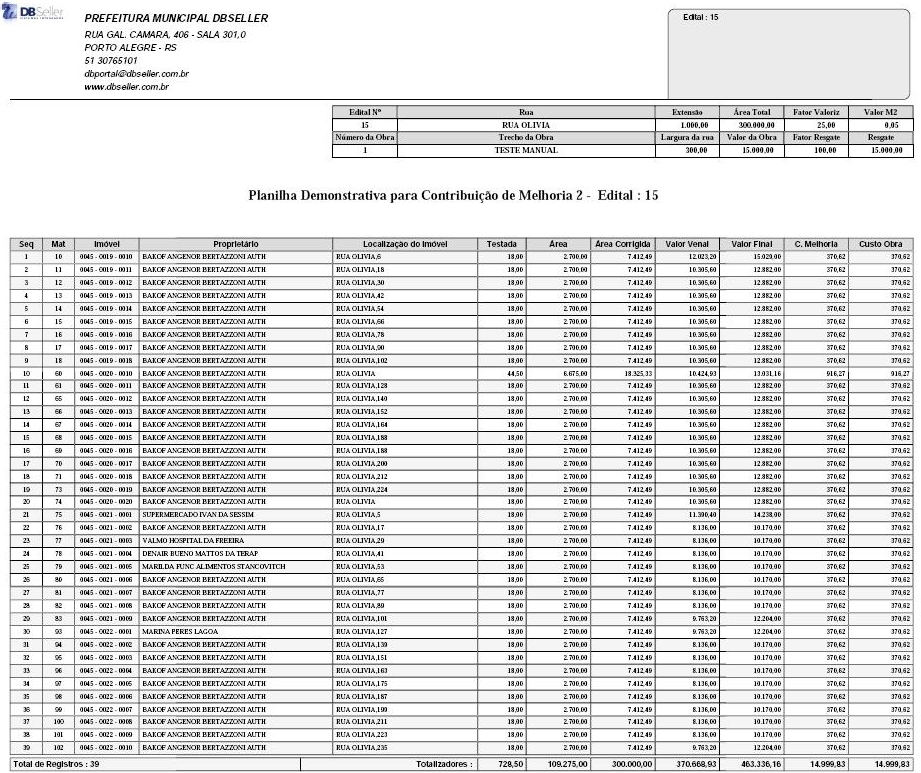 DBSeller
PREFEITURA MUNICIPAL DBSELLER
RUA GAL. CAMARA, 406 - SALA 301,0
PORTO ALEGRE - RS
51 30765101
dbportal@dbseller.com.br
www.dbseller.com.br
Edital : 15
Edital Nº Rua Extensão Área Total Fator Valoriz Valor M2
15 RUA OLIVIA 1.000,00 300.000,00 25,00 0,05
Número da Obra Trecho da Obra Largura da rua Valor da Obra Fator Resgate Resgate
1 TESTE MANUAL 300,00 15.000,00 100,00 15.000,00
Planilha Demonstrativa para Contribuição de Melhoria 2 - Edital : 15
Seq Mat Imóvel Proprietário Localização do Imóvel Testada Área Área Corrigida Valor Venal Valor Final C. Melhoria Custo Obra
1 10 0045 - 0019 - 0010 BAKOF ANGENOR BERTAZZONI AUTH RUA OLIVIA,6 18,00 2.700,00 7.412,49 12.023,20 15.029,00 370,62 370,62
2 11 0045 - 0019 - 0011 BAKOF ANGENOR BERTAZZONI AUTH RUA OLIVIA,18 18,00 2.700,00 7.412,49 10.305,60 12.882,00 370,62 370,62
3 12 0045 - 0019 - 0012 BAKOF ANGENOR BERTAZZONI AUTH RUA OLIVIA,30 18,00 2.700,00 7.412,49 10.305,60 12.882,00 370,62 370,62
4 13 0045 - 0019 - 0013 BAKOF ANGENOR BERTAZZONI AUTH RUA OLIVIA,42 18,00 2.700,00 7.412,49 10.305,60 12.882,00 370,62 370,62
5 14 0045 - 0019 - 0014 BAKOF ANGENOR BERTAZZONI AUTH RUA OLIVIA,54 18,00 2.700,00 7.412,49 10.305,60 12.882,00 370,62 370,62
6 15 0045 - 0019 - 0015 BAKOF ANGENOR BERTAZZONI AUTH RUA OLIVIA,66 18,00 2.700,00 7.412,49 10.305,60 12.882,00 370,62 370,62
7 16 0045 - 0019 - 0016 BAKOF ANGENOR BERTAZZONI AUTH RUA OLIVIA,78 18,00 2.700,00 7.412,49 10.305,60 12.882,00 370,62 370,62
8 17 0045 - 0019 - 0017 BAKOF ANGENOR BERTAZZONI AUTH RUA OLIVIA,90 18,00 2.700,00 7.412,49 10.305,60 12.882,00 370,62 370,62
9 18 0045 - 0019 - 0018 BAKOF ANGENOR BERTAZZONI AUTH RUA OLIVIA,102 18,00 2.700,00 7.412,49 10.305,60 12.882,00 370,62 370,62
10 60 0045 - 0020 - 0010 BAKOF ANGENOR BERTAZZONI AUTH RUA OLIVIA 44,50 6.675,00 18.325,33 10.424,93 13.031,16 916,27 916,27
11 61 0045 - 0020 - 0011 BAKOF ANGENOR BERTAZZONI AUTH RUA OLIVIA,128 18,00 2.700,00 7.412,49 10.305,60 12.882,00 370,62 370,62
12 65 0045 - 0020 - 0012 BAKOF ANGENOR BERTAZZONI AUTH RUA OLIVIA,140 18,00 2.700,00 7.412,49 10.305,60 12.882,00 370,62 370,62
13 66 0045 - 0020 - 0013 BAKOF ANGENOR BERTAZZONI AUTH RUA OLIVIA,152 18,00 2.700,00 7.412,49 10.305,60 12.882,00 370,62 370,62
14 67 0045 - 0020 - 0014 BAKOF ANGENOR BERTAZZONI AUTH RUA OLIVIA,164 18,00 2.700,00 7.412,49 10.305,60 12.882,00 370,62 370,62
15 68 0045 - 0020 - 0015 BAKOF ANGENOR BERTAZZONI AUTH RUA OLIVIA,188 18,00 2.700,00 7.412,49 10.305,60 12.882,00 370,62 370,62
16 69 0045 - 0020 - 0016 BAKOF ANGENOR BERTAZZONI AUTH RUA OLIVIA,188 18,00 2.700,00 7.412,49 10.305,60 12.882,00 370,62 370,62
17 70 0045 - 0020 - 0017 BAKOF ANGENOR BERTAZZONI AUTH RUA OLIVIA,200 18,00 2.700,00 7.412,49 10.305,60 12.882,00 370,62 370,62
18 71 0045 - 0020 - 0018 BAKOF ANGENOR BERTAZZONI AUTH RUA OLIVIA,212 18,00 2.700,00 7.412,49 10.305,60 12.882,00 370,62 370,62
19 73 0045 - 0020 - 0019 BAKOF ANGENOR BERTAZZONI AUTH RUA OLIVIA,224 18,00 2.700,00 7.412,49 10.305,60 12.882,00 370,62 370,62
20 74 0045 - 0020 - 0020 BAKOF ANGENOR BERTAZZONI AUTH RUA OLIVIA 18,00 2.700,00 7.412,49 10.305,60 12.882,00 370,62 370,62
21 75 0045 - 0021 - 0001 SUPERMERCADO IVAN DA SESSIM RUA OLIVIA,5 18,00 2.700,00 7.412,49 11.390,40 14.238,00 370,62 370,62
22 76 0045 - 0021 - 0002 BAKOF ANGENOR BERTAZZONI AUTH RUA OLIVIA,17 18,00 2.700,00 7.412,49 8.136,00 10.170,00 370,62 370,62
23 77 0045 - 0021 - 0003 VALMO HOSPITAL DA FREEIRA RUA OLIVIA,29 18,00 2.700,00 7.412,49 8.136,00 10.170,00 370,62 370,62
24 78 0045 - 0021 - 0004 DENAIR BUENO MATTOS DA TERAP RUA OLIVIA,41 18,00 2.700,00 7.412,49 8.136,00 10.170,00 370,62 370,62
25 79 0045 - 0021 - 0005 MARILDA FUNC ALIMENTOS STANCOVITCH RUA OLIVIA,53 18,00 2.700,00 7.412,49 8.136,00 10.170,00 370,62 370,62
26 80 0045 - 0021 - 0006 BAKOF ANGENOR BERTAZZONI AUTH RUA OLIVIA,65 18,00 2.700,00 7.412,49 8.136,00 10.170,00 370,62 370,62
27 81 0045 - 0021 - 0007 BAKOF ANGENOR BERTAZZONI AUTH RUA OLIVIA,77 18,00 2.700,00 7.412,49 8.136,00 10.170,00 370,62 370,62
28 82 0045 - 0021 - 0008 BAKOF ANGENOR BERTAZZONI AUTH RUA OLIVIA,89 18,00 2.700,00 7.412,49 8.136,00 10.170,00 370,62 370,62
29 83 0045 - 0021 - 0009 BAKOF ANGENOR BERTAZZONI AUTH RUA OLIVIA,101 18,00 2.700,00 7.412,49 9.763,20 12.204,00 370,62 370,62
30 93 0045 - 0022 - 0001 MARINA PERES LAGOA RUA OLIVIA,127 18,00 2.700,00 7.412,49 9.763,20 12.204,00 370,62 370,62
31 94 0045 - 0022 - 0002 BAKOF ANGENOR BERTAZZONI AUTH RUA OLIVIA,139 18,00 2.700,00 7.412,49 8.136,00 10.170,00 370,62 370,62
32 95 0045 - 0022 - 0003 BAKOF ANGENOR BERTAZZONI AUTH RUA OLIVIA,151 18,00 2.700,00 7.412,49 8.136,00 10.170,00 370,62 370,62
33 96 0045 - 0022 - 0004 BAKOF ANGENOR BERTAZZONI AUTH RUA OLIVIA,163 18,00 2.700,00 7.412,49 8.136,00 10.170,00 370,62 370,62
34 97 0045 - 0022 - 0005 BAKOF ANGENOR BERTAZZONI AUTH RUA OLIVIA,175 18,00 2.700,00 7.412,49 8.136,00 10.170,00 370,62 370,62
35 98 0045 - 0022 - 0006 BAKOF ANGENOR BERTAZZONI AUTH RUA OLIVIA,187 18,00 2.700,00 7.412,49 8.136,00 10.170,00 370,62 370,62
36 99 0045 - 0022 - 0007 BAKOF ANGENOR BERTAZZONI AUTH RUA OLIVIA,199 18,00 2.700,00 7.412,49 8.136,00 10.170,00 370,62 370,62
37 100 0045 - 0022 - 0008 BAKOF ANGENOR BERTAZZONI AUTH RUA OLIVIA,211 18,00 2.700,00 7.412,49 8.136,00 10.170,00 370,62 370,62
38 101 0045 - 0022 - 0009 BAKOF ANGENOR BERTAZZONI AUTH RUA OLIVIA,223 18,00 2.700,00 7.412,49 8.136,00 10.170,00 370,62 370,62
39 102 0045 - 0022 - 0010 BAKOF ANGENOR BERTAZZONI AUTH RUA OLIVIA,235 18,00 2.700,00 7.412,49 9.763,20 12.204,00 370,62 370,62
Total de Registros : 39 Totalizadores : 728,50 109.275,00 300.000,00 370.668,93 463.336,16 14.999,83 14.999,83